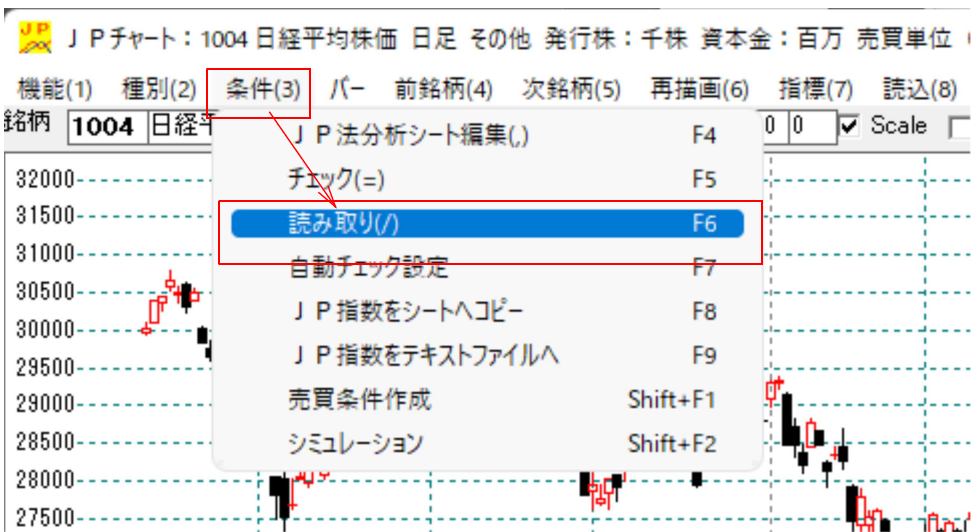 JP
ＪＰチャート：1004 日経平均株価 日足 その他 発行株：千株 資本金：百万 売買単位
機能(1) 種別(2) 条件(3) バー 前銘柄(4) 次銘柄(5) 再描画(6) 指標(7) 読込(8)
銘柄 1004 日経平 0 0 Scale
ＪＰ法分析シート編集(,) F4
チェック(=) F5
読み取り(/) F6
自動チェック設定 F7
ＪＰ指数をシートへコピー F8
ＪＰ指数をテキストファイルへ F9
売買条件作成 Shift+F1
シミュレーション Shift+F2
32000
31500
31000
30500
30000
29500
29000
28500
28000
27500